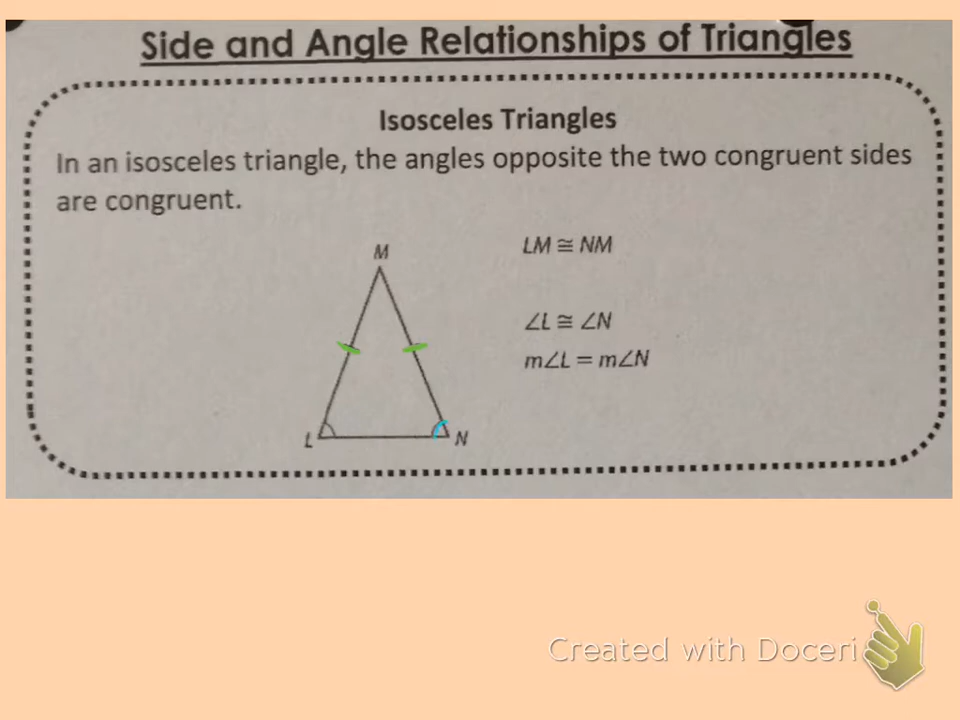 Side and Angle Relationships of Triangles
Isosceles Triangles
In an isosceles triangle, the angles opposite the two congruent sides
are congruent.
M
LM ≅ NM
∠L ≅ ∠N
m∠L = m∠N
L
N
Created with Doceri